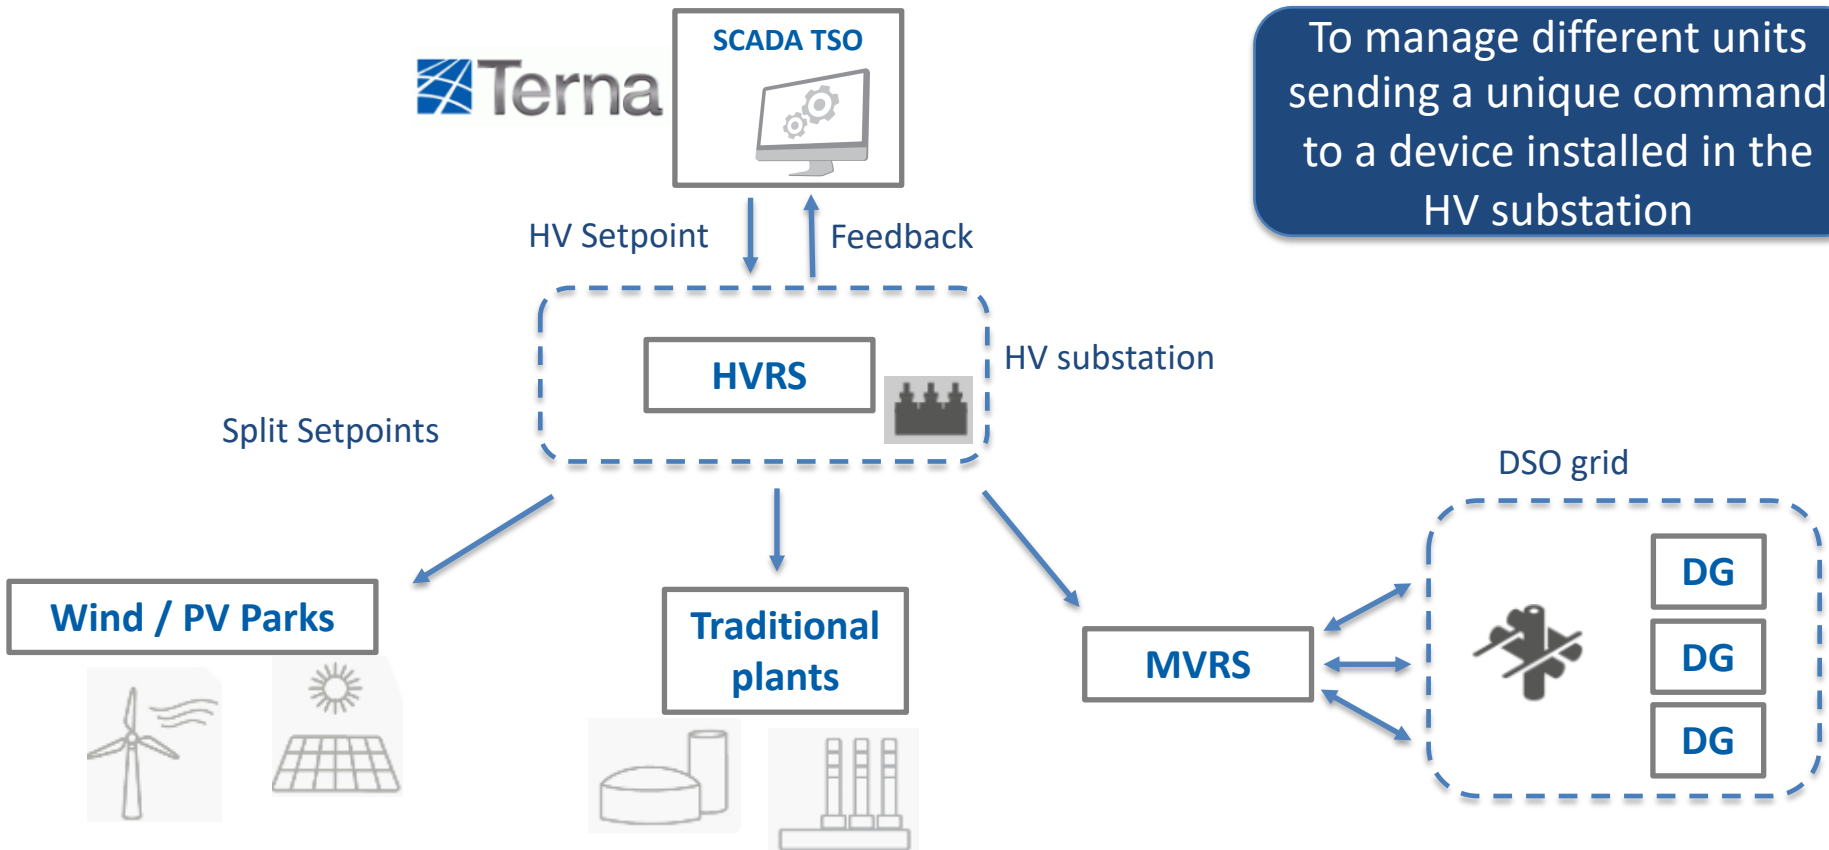 SCADA TSO
Terna
To manage different units
sending a unique command
to a device installed in the
HV substation
HV Setpoint
Feedback
HVRS
HV substation
Split Setpoints
DSO grid
Wind / PV Parks
Traditional
plants
MVRS
DG
DG
DG